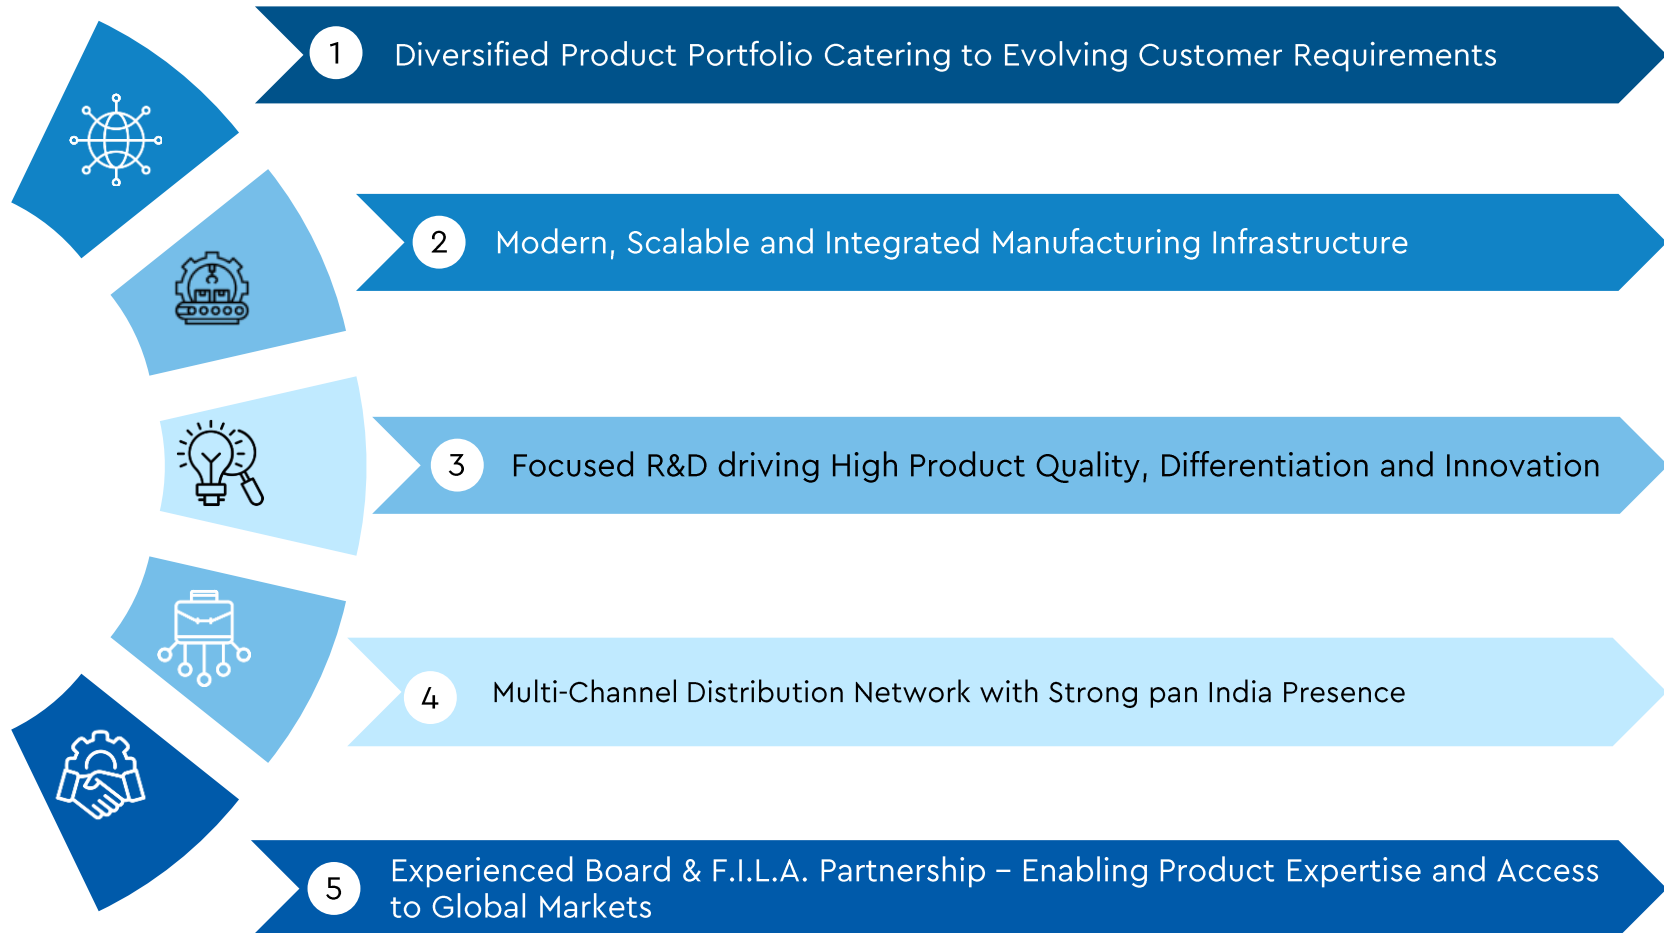 1 Diversified Product Portfolio Catering to Evolving Customer Requirements
2 Modern, Scalable and Integrated Manufacturing Infrastructure
3 Focused R&D driving High Product Quality, Differentiation and Innovation
4 Multi-Channel Distribution Network with Strong pan India Presence
5 Experienced Board & F.I.L.A. Partnership – Enabling Product Expertise and Access
to Global Markets